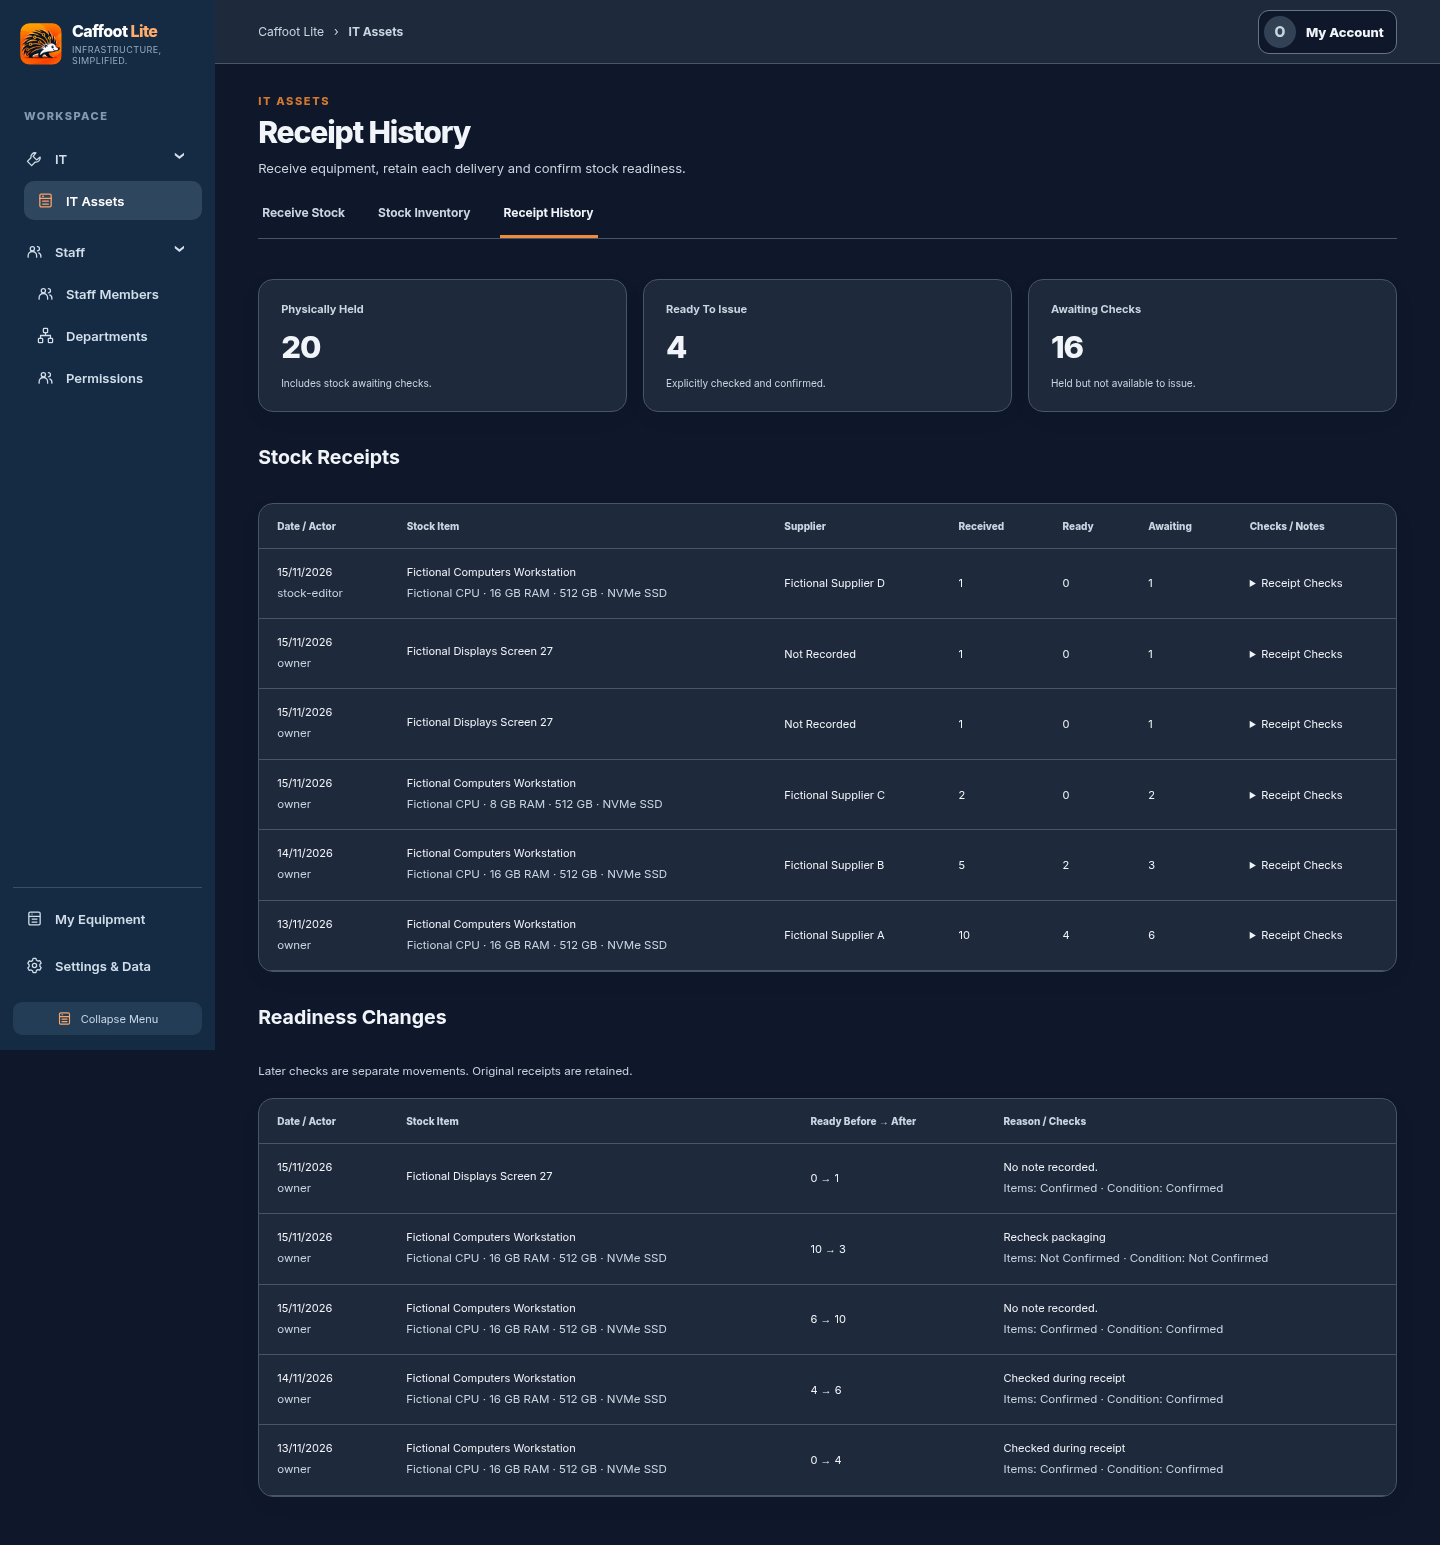 Caffoot Lite
INFRASTRUCTURE,
SIMPLIFIED.
WORKSPACE
IT
IT Assets
Staff
Staff Members
Departments
Permissions
My Equipment
Settings & Data
Collapse Menu
Caffoot Lite › IT Assets
O My Account
IT ASSETS
Receipt History
Receive equipment, retain each delivery and confirm stock readiness.
Receive Stock Stock Inventory Receipt History
Physically Held
20
Includes stock awaiting checks.
Ready To Issue
4
Explicitly checked and confirmed.
Awaiting Checks
16
Held but not available to issue.
Stock Receipts
Date / Actor Stock Item Supplier Received Ready Awaiting Checks / Notes
15/11/2026 Fictional Computers Workstation
stock-editor Fictional CPU · 16 GB RAM · 512 GB · NVMe SSD Fictional Supplier D 1 0 1 ▶ Receipt Checks
15/11/2026
owner Fictional Displays Screen 27 Not Recorded 1 0 1 ▶ Receipt Checks
15/11/2026
owner Fictional Displays Screen 27 Not Recorded 1 0 1 ▶ Receipt Checks
15/11/2026 Fictional Computers Workstation
owner Fictional CPU · 8 GB RAM · 512 GB · NVMe SSD Fictional Supplier C 2 0 2 ▶ Receipt Checks
14/11/2026 Fictional Computers Workstation
owner Fictional CPU · 16 GB RAM · 512 GB · NVMe SSD Fictional Supplier B 5 2 3 ▶ Receipt Checks
13/11/2026 Fictional Computers Workstation
owner Fictional CPU · 16 GB RAM · 512 GB · NVMe SSD Fictional Supplier A 10 4 6 ▶ Receipt Checks
Readiness Changes
Later checks are separate movements. Original receipts are retained.
Date / Actor Stock Item Ready Before → After Reason / Checks
15/11/2026 Fictional Displays Screen 27 0 → 1 No note recorded.
owner Items: Confirmed · Condition: Confirmed
15/11/2026 Fictional Computers Workstation 10 → 3 Recheck packaging
owner Fictional CPU · 16 GB RAM · 512 GB · NVMe SSD Items: Not Confirmed · Condition: Not Confirmed
15/11/2026 Fictional Computers Workstation 6 → 10 No note recorded.
owner Fictional CPU · 16 GB RAM · 512 GB · NVMe SSD Items: Confirmed · Condition: Confirmed
14/11/2026 Fictional Computers Workstation 4 → 6 Checked during receipt
owner Fictional CPU · 16 GB RAM · 512 GB · NVMe SSD Items: Confirmed · Condition: Confirmed
13/11/2026 Fictional Computers Workstation 0 → 4 Checked during receipt
owner Fictional CPU · 16 GB RAM · 512 GB · NVMe SSD Items: Confirmed · Condition: Confirmed